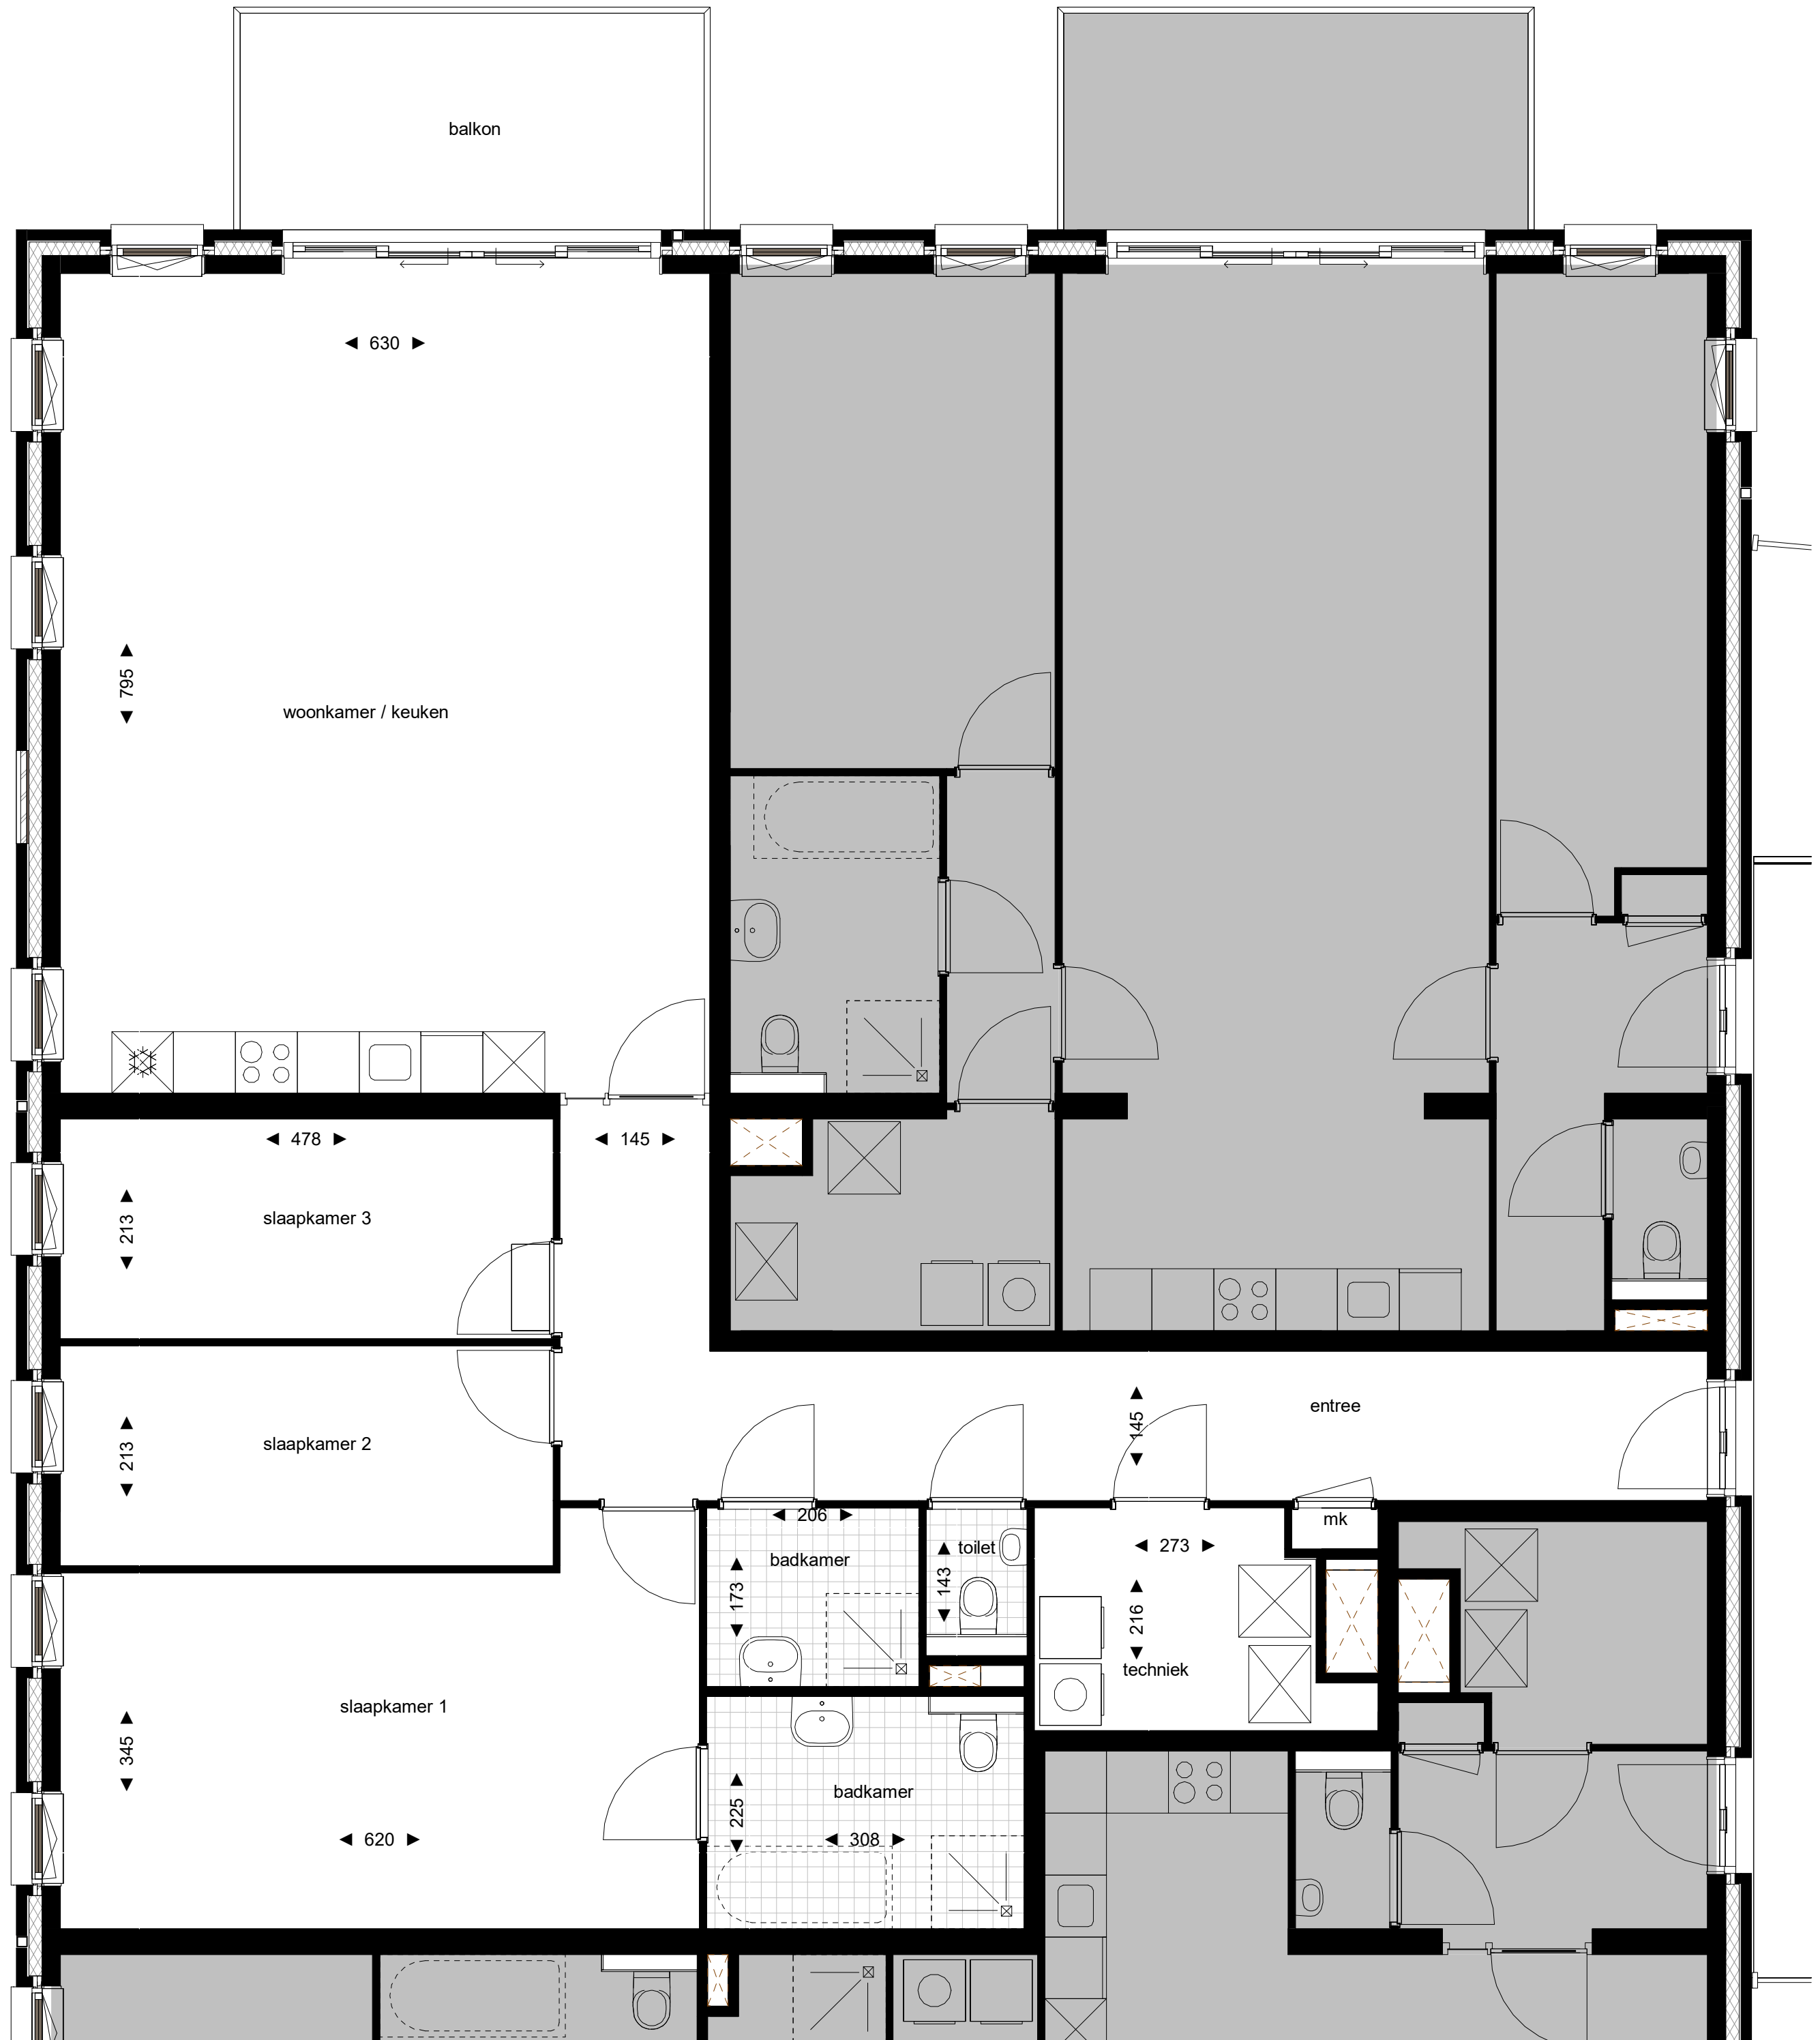 balkon
630
795
woonkamer / keuken
478
145
213
slaapkamer 3
145
entree
213
slaapkamer 2
206
mk
badkamer
toilet
273
173
143
216
techniek
slaapkamer 1
345
badkamer
225
620
308